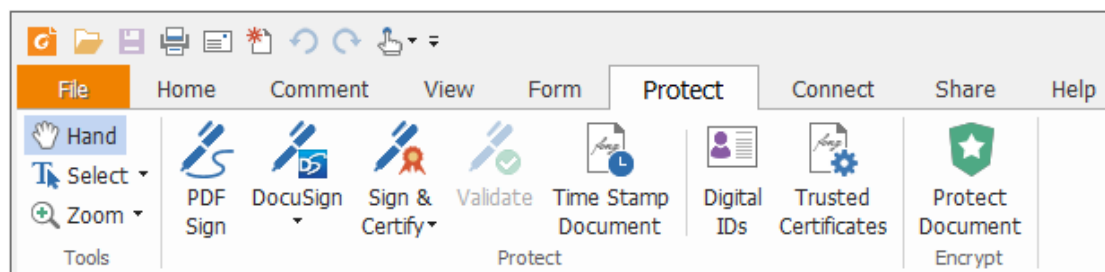 File Home Comment View Form Protect Connect Share Help
Hand
Select
Zoom
Tools
PDF
Sign
DocuSign
Sign &
Certify
Validate
Time Stamp
Document
Digital
IDs
Trusted
Certificates
Protect
Protect
Document
Encrypt